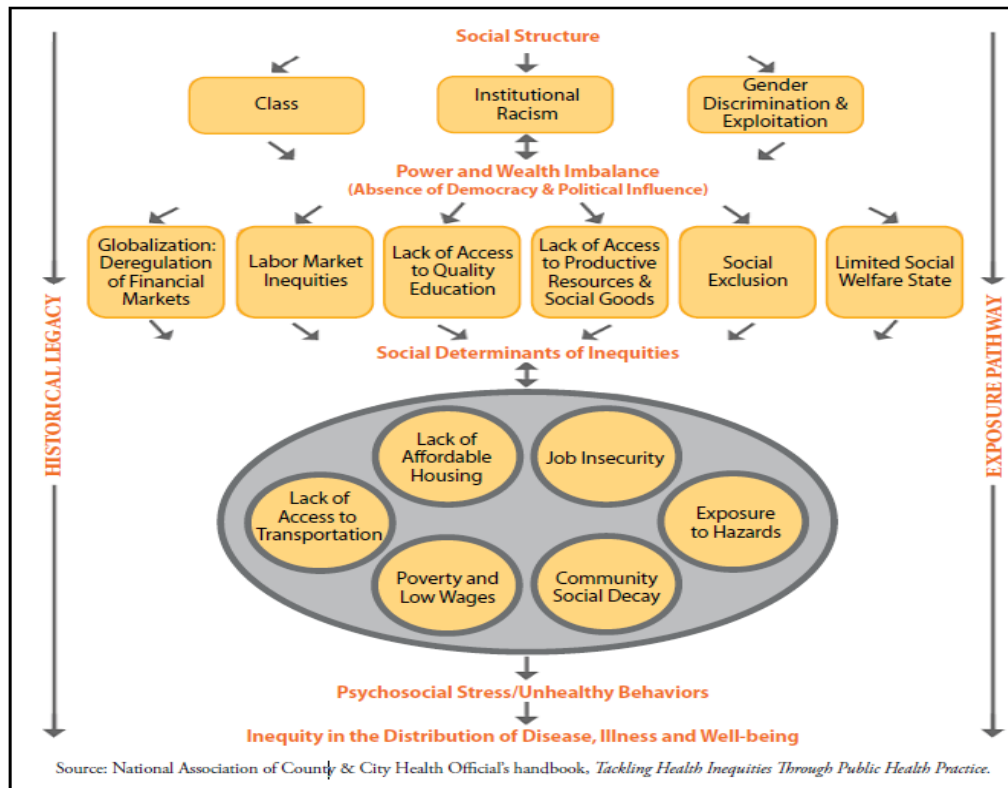 Social Structure
Class
Institutional
Racism
Gender
Discrimination &
Exploitation
Power and Wealth Imbalance
(Absence of Democracy & Political Influence)
Globalization:
Deregulation
of Financial
Markets
Labor Market
Inequities
Lack of Access
to Quality
Education
Lack of Access
to Productive
Resources &
Social Goods
Social
Exclusion
Limited Social
Welfare State
Social Determinants of Inequities
HISTORICAL LEGACY
EXPOSURE PATHWAY
Lack of
Affordable
Housing
Job Insecurity
Lack of
Access to
Transportation
Exposure
to Hazards
Poverty and
Low Wages
Community
Social Decay
Psychosocial Stress/Unhealthy Behaviors
Inequity in the Distribution of Disease, Illness and Well-being
Source: National Association of County & City Health Official's handbook, Tackling Health Inequities Through Public Health Practice.